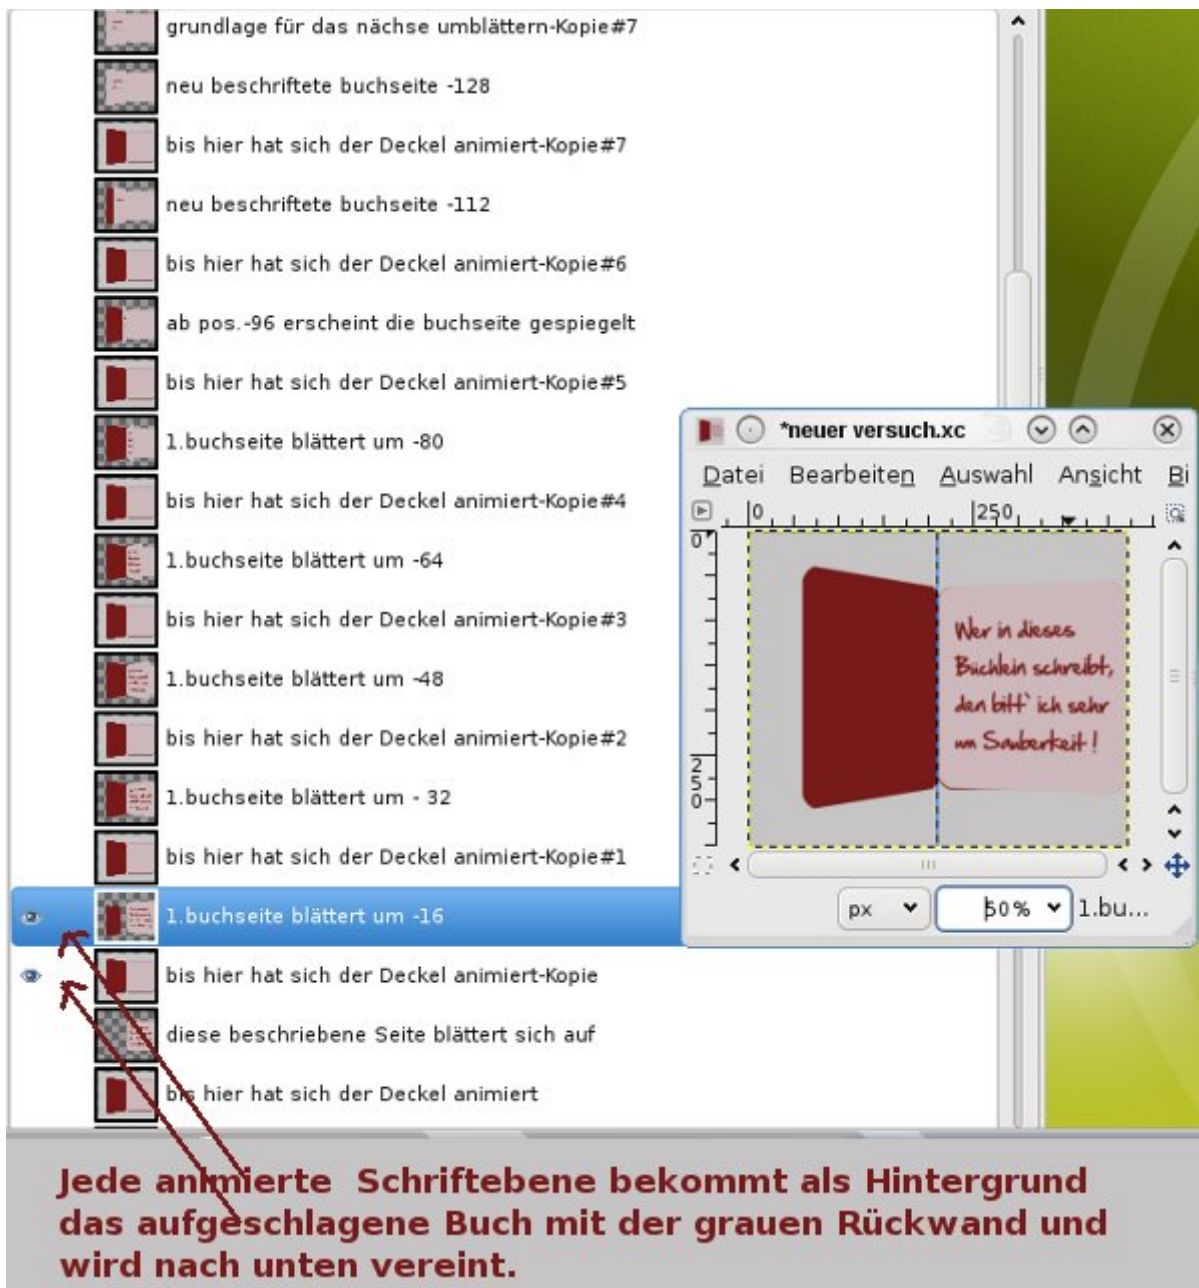 grundlage für das nächse umblättern-Kopie#7
neu beschriftete buchseite -128
bis hier hat sich der Deckel animiert-Kopie#7
neu beschriftete buchseite -112
bis hier hat sich der Deckel animiert-Kopie#6
ab pos.-96 erscheint die buchseite gespiegelt
bis hier hat sich der Deckel animiert-Kopie#5
1.buchseite blättert um -80
bis hier hat sich der Deckel animiert-Kopie#4
1.buchseite blättert um -64
bis hier hat sich der Deckel animiert-Kopie#3
1.buchseite blättert um -48
bis hier hat sich der Deckel animiert-Kopie#2
1.buchseite blättert um - 32
bis hier hat sich der Deckel animiert-Kopie#1
1.buchseite blättert um -16
bis hier hat sich der Deckel animiert-Kopie
diese beschriebene Seite blättert sich auf
bis hier hat sich der Deckel animiert
*neuer versuch.xc
Datei Bearbeiten Auswahl Ansicht Bi
0 250
0
250
Wer in dieses
Büchlein schreibt,
den bitt` ich sehr
um Sauberkeit !
px 50% 1.bu...
Jede animierte Schriftebene bekommt als Hintergrund
das aufgeschlagene Buch mit der grauen Rückwand und
wird nach unten vereint.